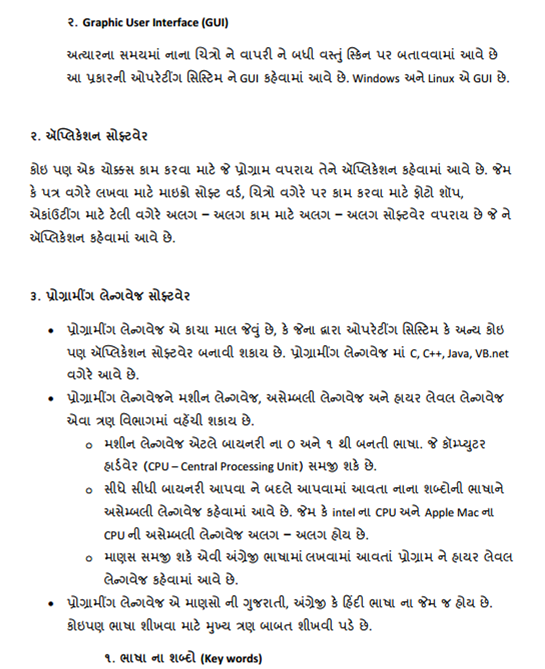 ૨. Graphic User Interface (GUI)
અત્યારના સમયમાં નાના ચિત્રો ને વાપરી ને બધી વસ્તું સ્ક્રિન પર બતાવવામાં આવે છે
આ પ્રકારની ઓપરેટીંગ સિસ્ટિમ ને GUI કહેવામાં આવે છે. Windows અને Linux એ GUI છે.
૨. ઍપ્લિકેશન સોફ્ટવેર
કોઇ પણ એક ચોક્ક્સ કામ કરવા માટે જે પ્રોગ્રામ વપરાય તેને ઍપ્લિકેશન કહેવામાં આવે છે. જેમ
કે પત્ર વગેરે લખવા માટે માઇક્રો સોફ્ટ વર્ડ, ચિત્રો વગેરે પર કામ કરવા માટે ફોટો શૉપ,
એકાંઉટીંગ માટે ટેલી વગેરે અલગ – અલગ કામ માટે અલગ – અલગ સોફ્ટવેર વપરાય છે જે ને
ઍપ્લિકેશન કહેવામાં આવે છે.
૩. પ્રોગ્રામીંગ લેન્ગવેજ સોફ્ટવેર
• પ્રોગ્રામીંગ લેન્ગવેજ એ કાચા માલ જેવું છે, કે જેના દ્વારા ઓપરેટીંગ સિસ્ટિમ કે અન્ય કોઇ
પણ ઍપ્લિકેશન સોફ્ટવેર બનાવી શકાય છે. પ્રોગ્રામીંગ લેન્ગવેજ માં C, C++, Java, VB.net
વગેરે આવે છે.
• પ્રોગ્રામીંગ લેન્ગવેજને મશીન લેન્ગવેજ, અસેમ્બલી લેન્ગવેજ અને હાયર લેવલ લેન્ગવેજ
એવા ત્રણ વિભાગમાં વહેંચી શકાય છે.
o મશીન લેન્ગવેજ એટલે બાયનરી ના ૦ અને ૧ થી બનતી ભાષા. જે કૉમ્પ્યુટર
હાર્ડવેર (CPU – Central Processing Unit) સમજી શકે છે.
o સીધે સીધી બાયનરી આપવા ને બદલે આપવામાં આવતા નાના શબ્દોની ભાષાને
અસેમ્બલી લેન્ગવેજ કહેવામાં આવે છે. જેમ કે intel ના CPU અને Apple Mac ના
CPU ની અસેમ્બલી લેન્ગવેજ અલગ – અલગ હોય છે.
o માણસ સમજી શકે એવી અંગ્રેજી ભાષામાં લખવામાં આવતાં પ્રોગ્રામ ને હાયર લેવલ
લેન્ગવેજ કહેવામાં આવે છે.
• પ્રોગ્રામીંગ લેન્ગવેજ એ માણસો ની ગુજરાતી, અંગ્રેજી કે હિંદી ભાષા ના જેમ જ હોય છે.
કોઇપણ ભાષા શીખવા માટે મુખ્ય ત્રણ બાબત શીખવી પડે છે.
૧. ભાષા ના શબ્દો (Key words)